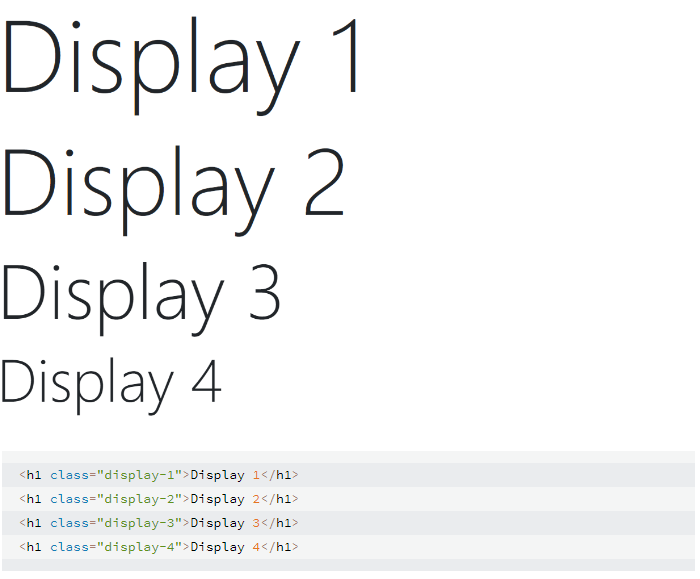 Display 1
Display 2
Display 3
Display 4
<h1 class="display-1">Display 1</h1>
<h1 class="display-2">Display 2</h1>
<h1 class="display-3">Display 3</h1>
<h1 class="display-4">Display 4</h1>